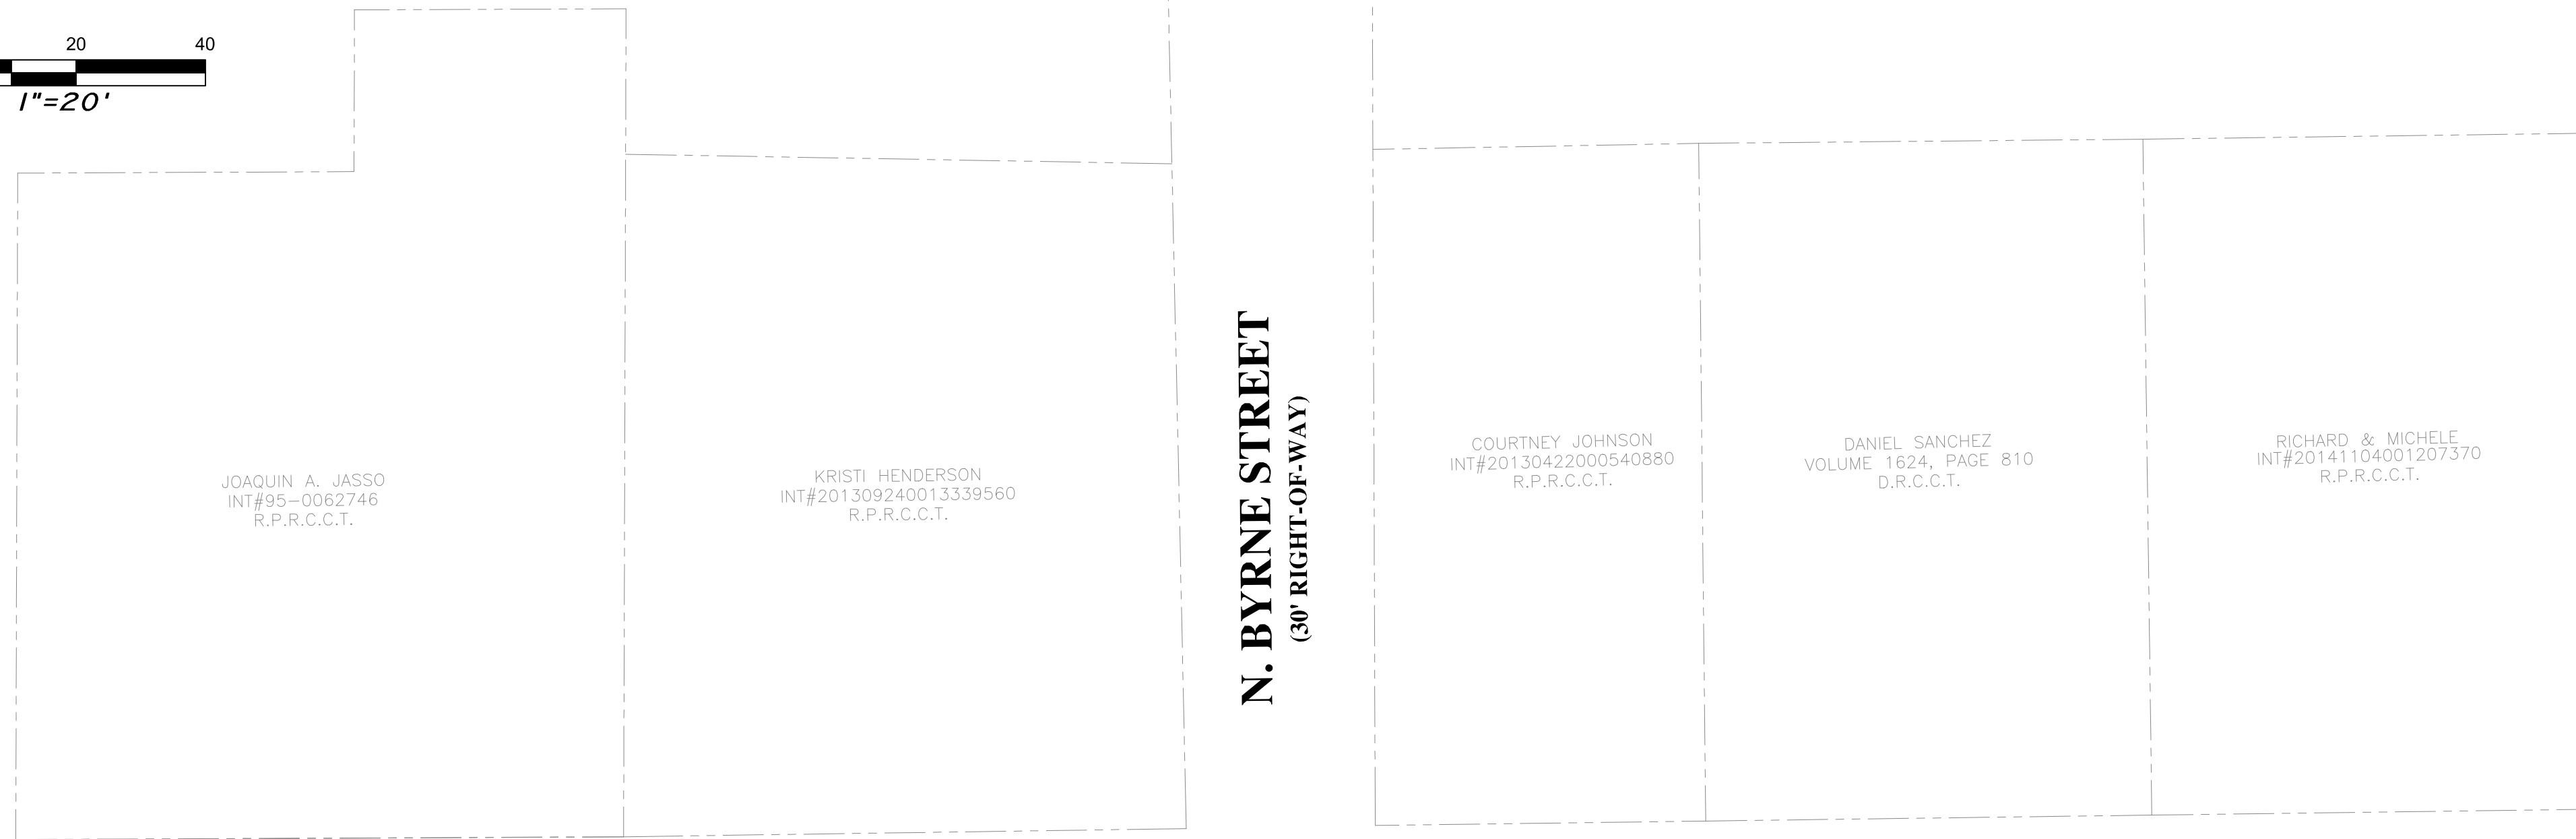 20 40
1"=20'
JOAQUIN A. JASSO
INT#95-0062746
R.P.R.C.C.T.
KRISTI HENDERSON
INT#201309240013339560
R.P.R.C.C.T.
N. BYRNE STREET
(30' RIGHT-OF-WAY)
COURTNEY JOHNSON
INT#20130422000540880
R.P.R.C.C.T.
DANIEL SANCHEZ
VOLUME 1624, PAGE 810
D.R.C.C.T.
RICHARD & MICHELE
INT#20141104001207370
R.P.R.C.C.T.